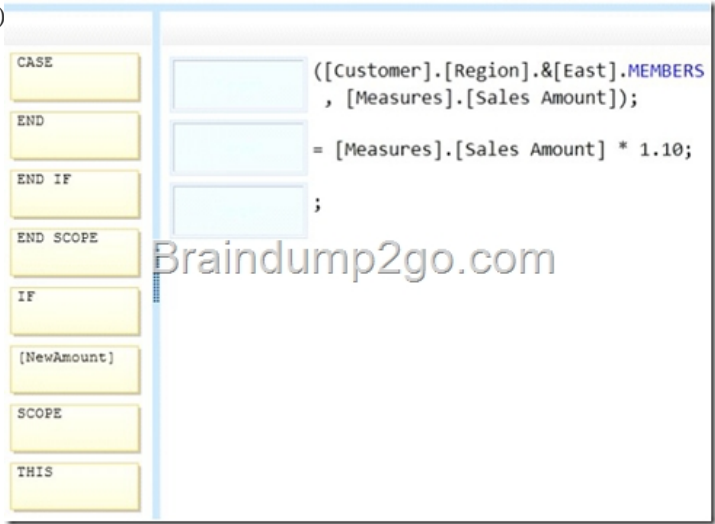 )
CASE
END
END IF
END SCOPE
IF
[NewAmount]
SCOPE
THIS
([Customer].[Region].&[East].MEMBERS
, [Measures].[Sales Amount]);
= [Measures].[Sales Amount] * 1.10;
;
Braindump2go.com